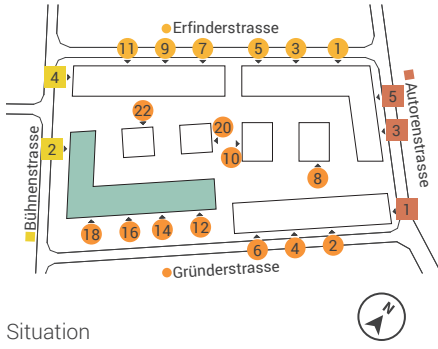 Erfinderstrasse
11 9 7 5 3 1
4
5
Autorenstrasse
22
20
3
2
10
8
Bühnenstrasse
1
18 16 14 12
6 4 2
Gründerstrasse
N
Situation